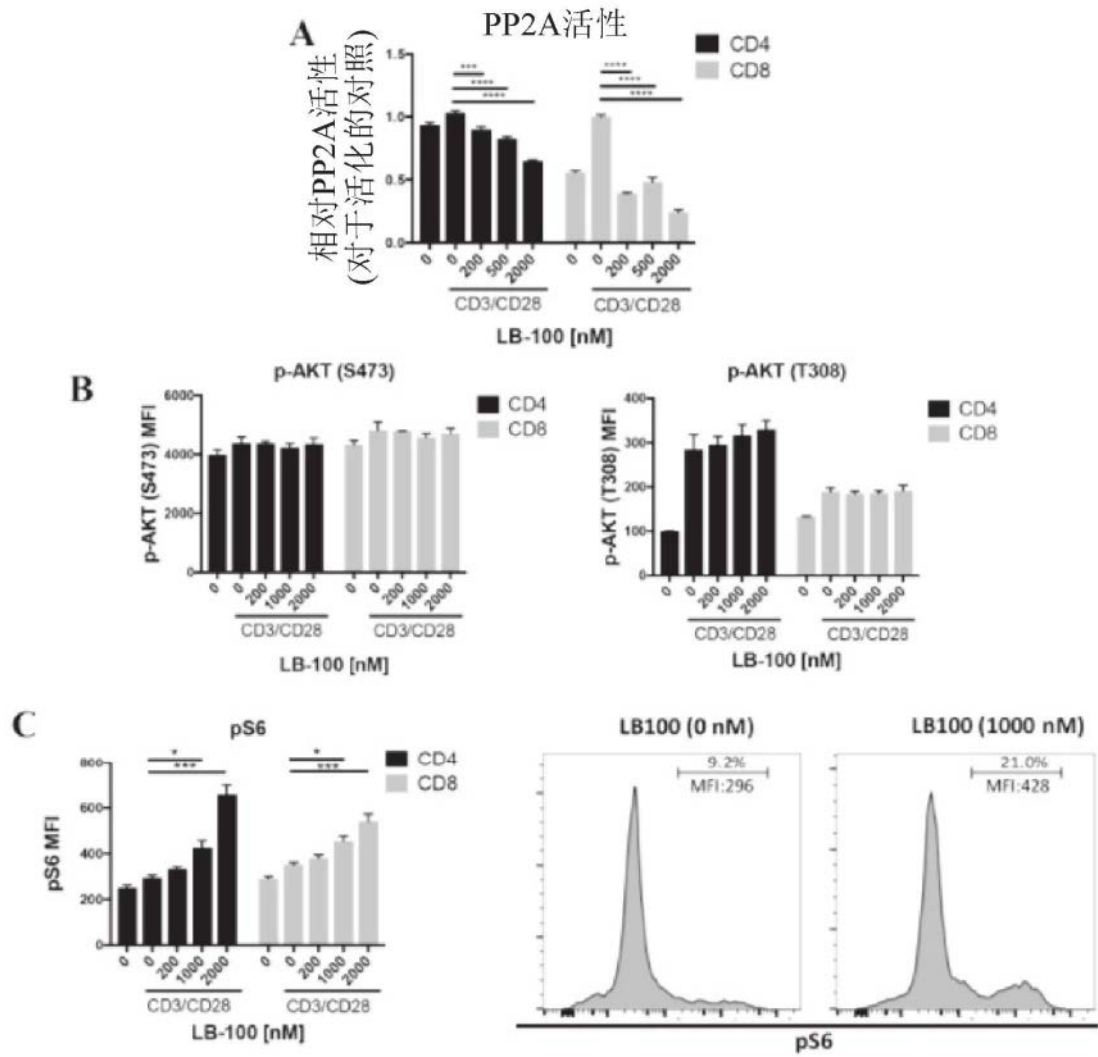 A
PP2A活性
相对PP2A活性
(对于活化的对照)
CD4
CD8
1.5
1.0
0.5
0.0
***
****
****
****
****
****
0 0 200 500 2000 0 0 200 500 2000
CD3/CD28 CD3/CD28
LB-100 [nM]
B
p-AKT (S473)
p-AKT (S473) MFI
CD4
CD8
6000
4000
2000
0
0 0 200 1000 2000 0 0 200 1000 2000
CD3/CD28 CD3/CD28
LB-100 [nM]
p-AKT (T308)
p-AKT (T308) MFI
CD4
CD8
400
300
200
100
0
0 0 200 1000 2000 0 0 200 1000 2000
CD3/CD28 CD3/CD28
LB-100 [nM]
C
pS6
pS6 MFI
CD4
CD8
800
600
400
200
0
*
***
*
***
0 0 200 1000 2000 0 0 200 1000 2000
CD3/CD28 CD3/CD28
LB-100 [nM]
LB100 (0 nM)
9.2%
MFI:296
LB100 (1000 nM)
21.0%
MFI:428
pS6